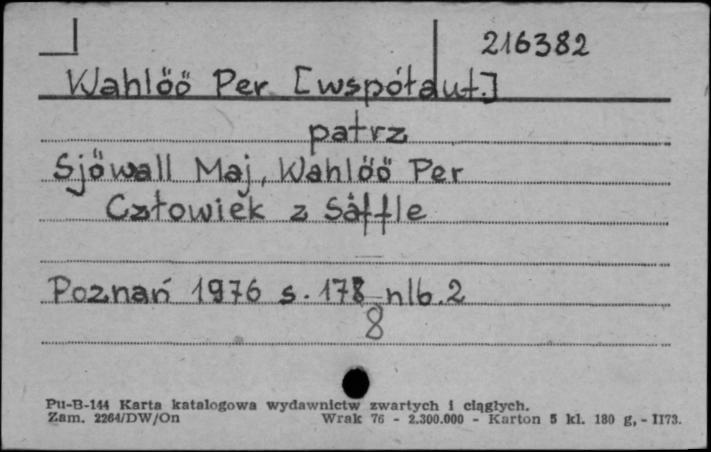 216382
Wahlöö Per [współaut.]
patrz
Sjöwall Maj, Wahlöö Per
Człowiek z Säffle
Poznań 1976 s. 178 nlb. 2
8
Pu-B-144 Karta katalogowa wydawnictw zwartych i ciągłych.
Zam. 2264/DW/On Wrak 76 - 2.300.000 - Karton 5 kl. 180 g, - II73.